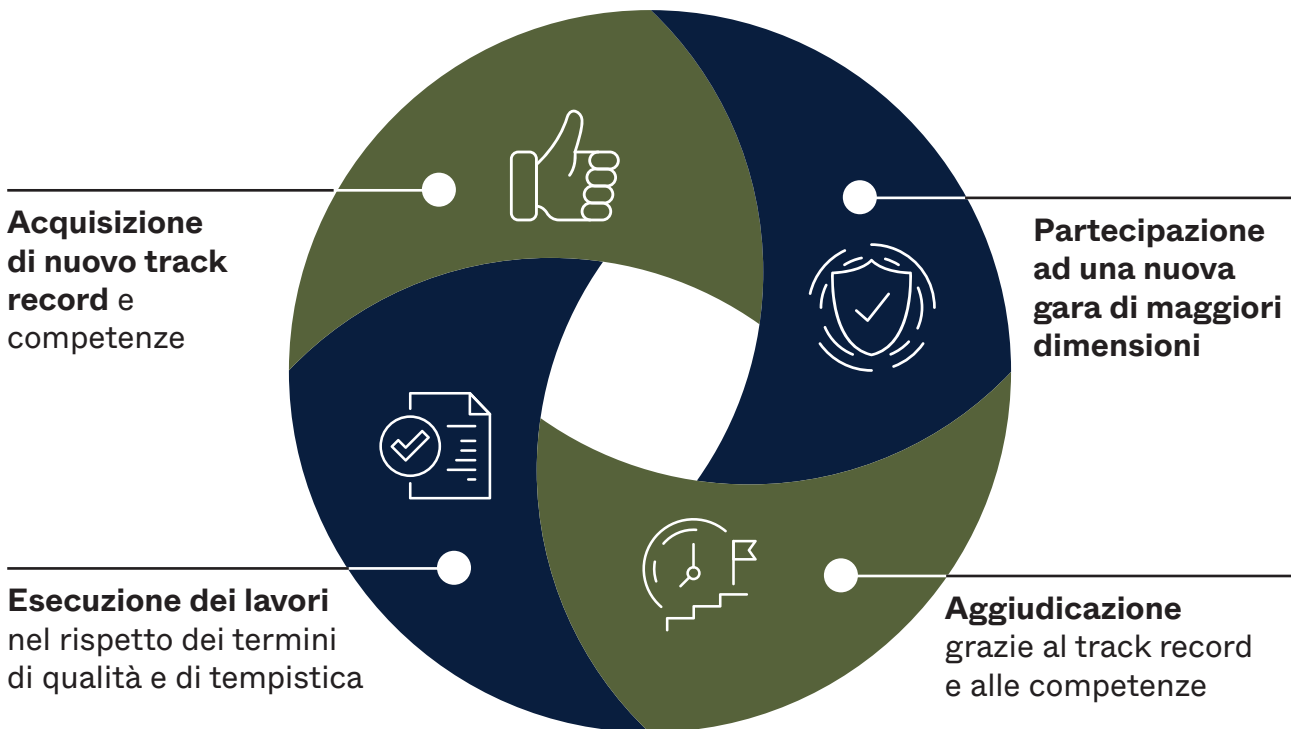 Acquisizione
di nuovo track
record e
competenze
Partecipazione
ad una nuova
gara di maggiori
dimensioni
Esecuzione dei lavori
nel rispetto dei termini
di qualità e di tempistica
Aggiudicazione
grazie al track record
e alle competenze